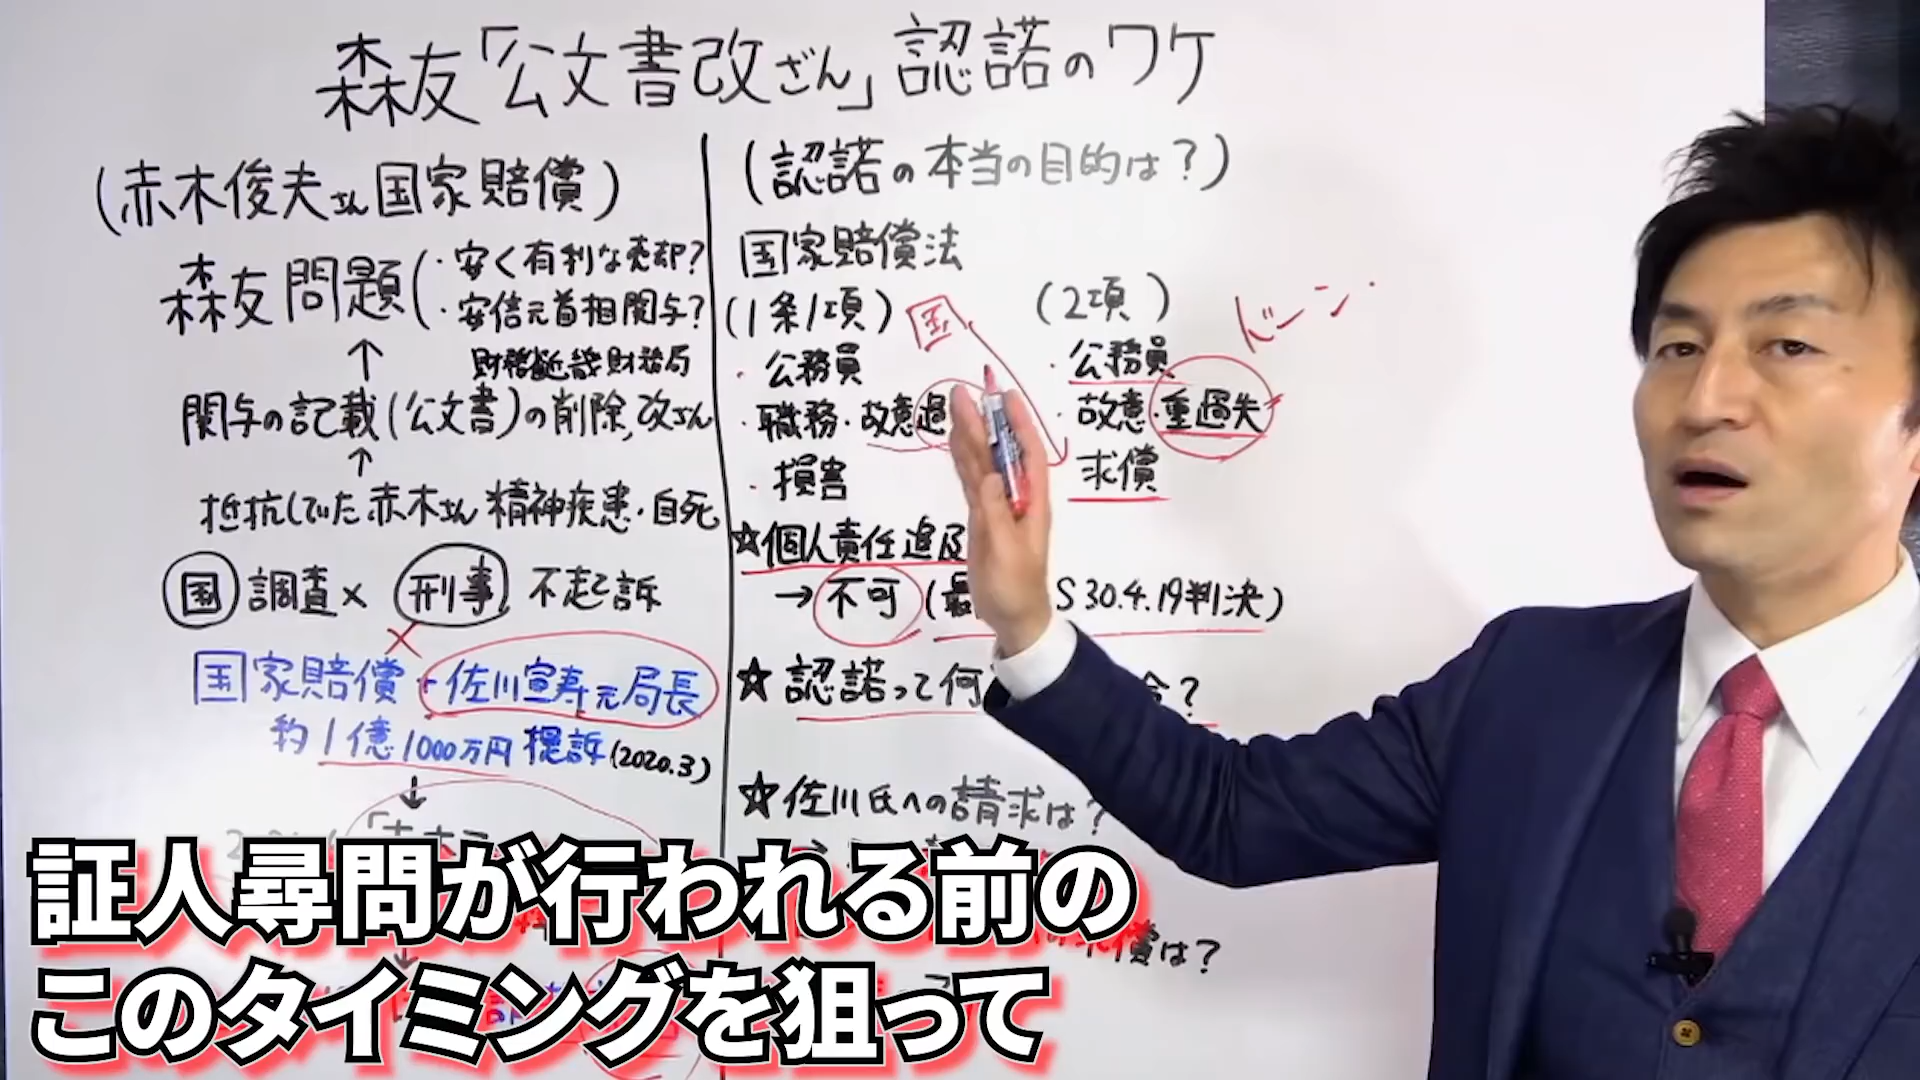 森友「公文書改ざん」認諾のワケ
(赤木俊夫さん国家賠償)
森友問題(・安く有利な売却?
・安倍元首相関与?
↑
財務省近畿財務局
関与の記載(公文書)の削除,改ざん
↑
抵抗していた赤木さん 精神疾患・自死
国 調査× 刑事 不起訴
×
国家賠償・佐川宣寿元局長
約1億1000万円提訴(2020.3)
↓
(認諾の本当の目的は?)
国家賠償法
(1条1項) 国 (2項) ドーン
・公務員
・職務・故意過
・損害
・公務員
・故意・重過失
求償
☆個人責任追及
→不可(最 S30.4.19判決)
★認諾って何 ?
☆佐川氏への請求は?
償は?
証人尋問が行われる前の
このタイミングを狙って